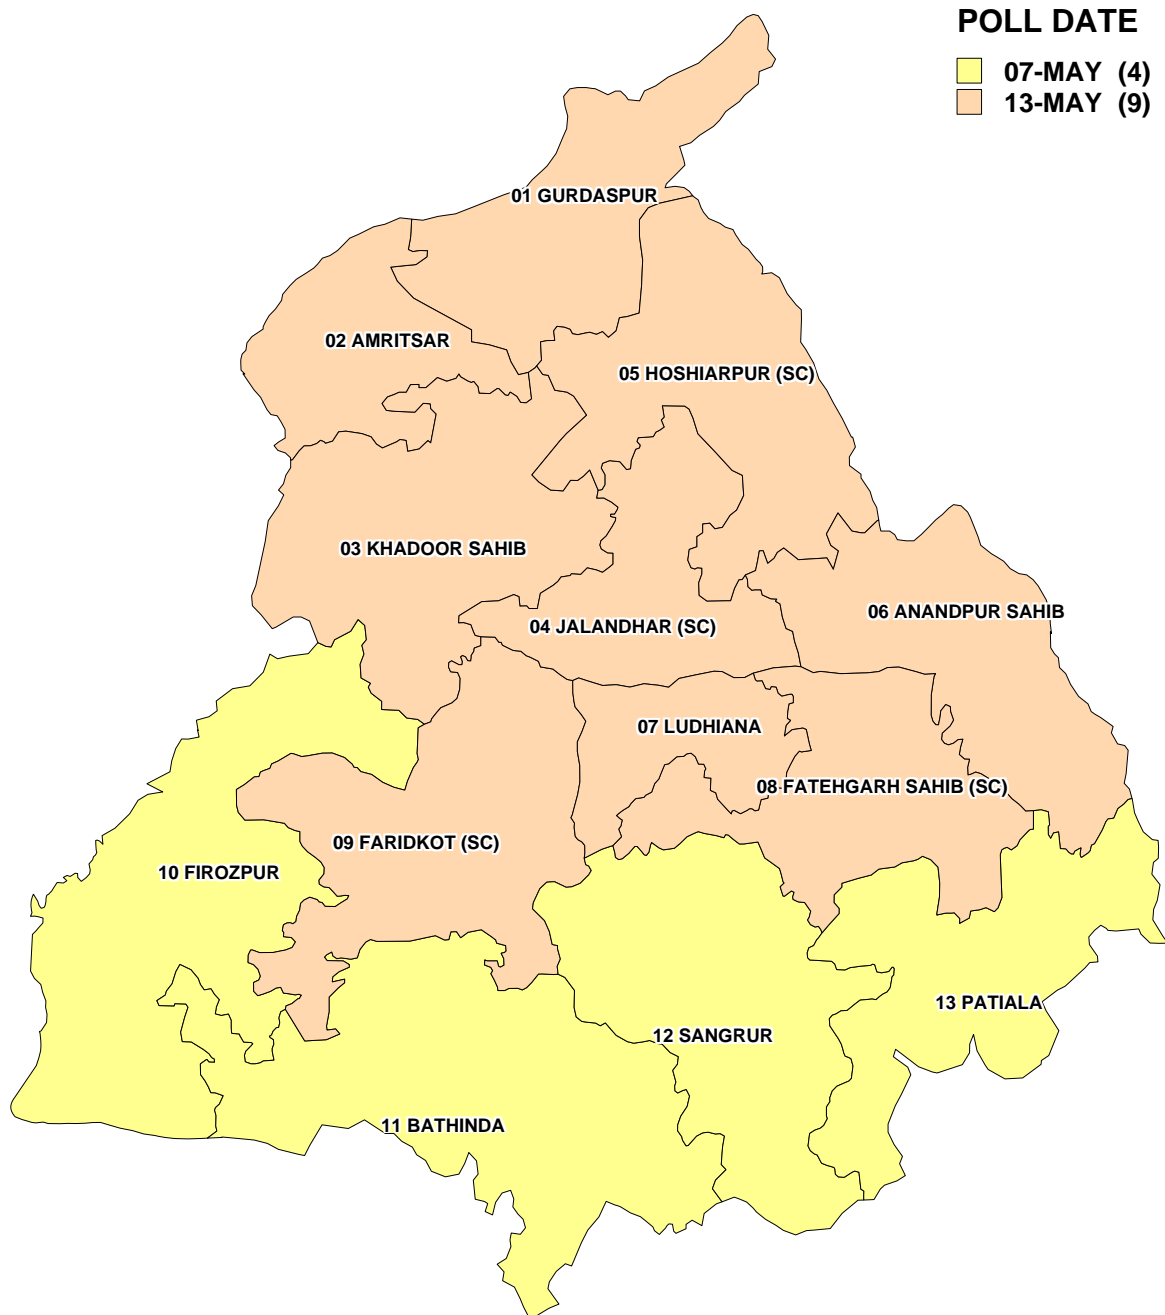 POLL DATE
07-MAY (4)
13-MAY (9)
01 GURDASPUR
02 AMRITSAR
05 HOSHIARPUR (SC)
03 KHADOOR SAHIB
06 ANANDPUR SAHIB
04 JALANDHAR (SC)
07 LUDHIANA
08 FATEHGARH SAHIB (SC)
09 FARIDKOT (SC)
10 FIROZPUR
13 PATIALA
12 SANGRUR
11 BATHINDA